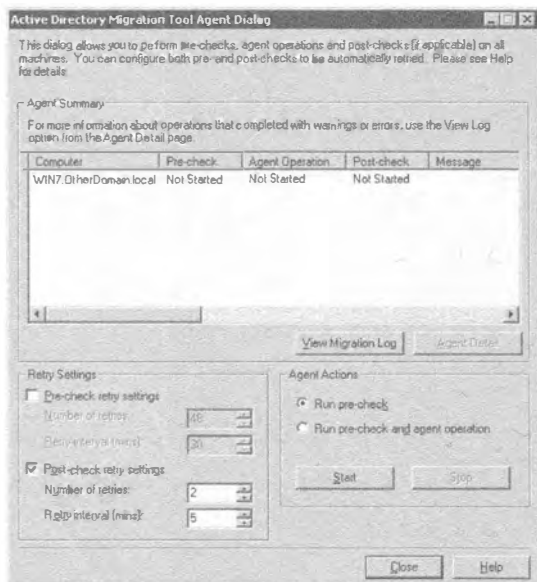 Active Directory Migration Tool Agent Dialog
This dialog allows you to perform pre-checks, agent operations and post-checks (if applicable) on all
machines. You can configure both pre-and post-checks to be automatically retried. Please see Help
for details.
Agent Summary
For more information about operations that completed with warnings or errors, use the View Log
option from the Agent Detail page.
Computer Pre-check Agent Operation Post-check Message
WIN7.OtherDomain.local Not Started Not Started Not Started
View Migration Log Agent Detail
Retry Settings
Pre-check retry settings
Number of retries: 48
Retry interval (mins): 30
Post-check retry settings
Number of retries: 2
Retry interval (mins): 5
Agent Actions
Run pre-check
Run pre-check and agent operation
Start Stop
Close Help